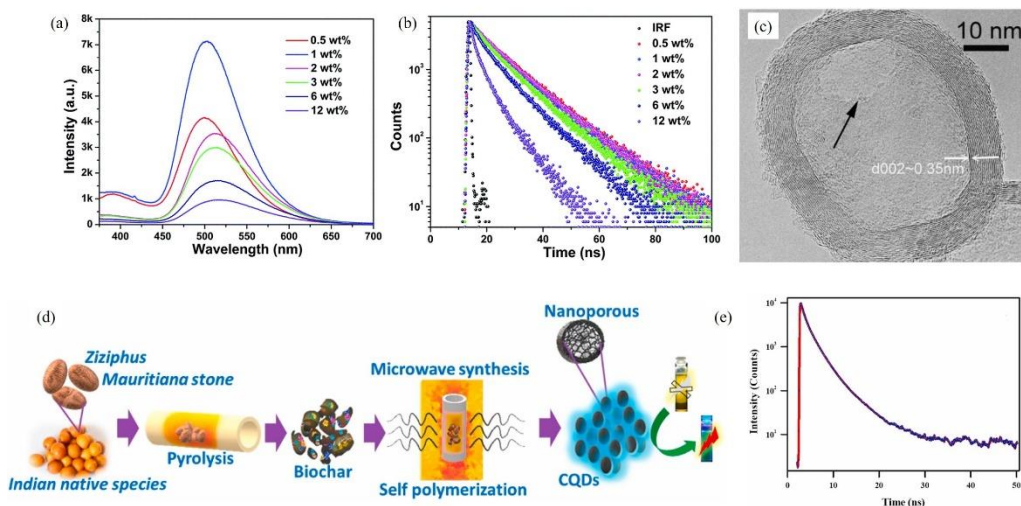 (a)
8k
7k
6k
5k
4k
3k
2k
1k
0
Intensity (a.u.)
0.5 wt%
1 wt%
2 wt%
3 wt%
6 wt%
12 wt%
400
450
500
550
600
650
700
Wavelength (nm)
(b)
10³
10²
10¹
Counts
IRF
0.5 wt%
1 wt%
2 wt%
3 wt%
6 wt%
12 wt%
0
20
40
60
80
100
Time (ns)
(c)
10 nm
d002~0.35nm
(d)
Ziziphus
Mauritiana stone
Indian native species
Pyrolysis
Biochar
Microwave synthesis
Self polymerization
Nanoporous
CQDs
(e)
Intensity (Counts)
0
10
20
30
40
50
Time (ns)